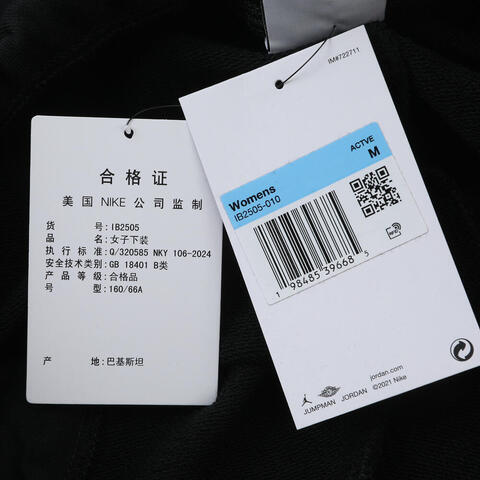 合格证
美国 NIKE 公司监制
货 号: IB2505
品 名: 女子下装
执行标准: Q/320585 NKY 106-2024
安全技术类别: GB 18401 B类
产品等级: 合格品
号 型: 160/66A
产 地: 巴基斯坦
IM#722711
ACTVE
Womens M
IB2505-010
1 98485 39668 5
JUMPMAN JORDAN
jordan.com
©2021 Nike